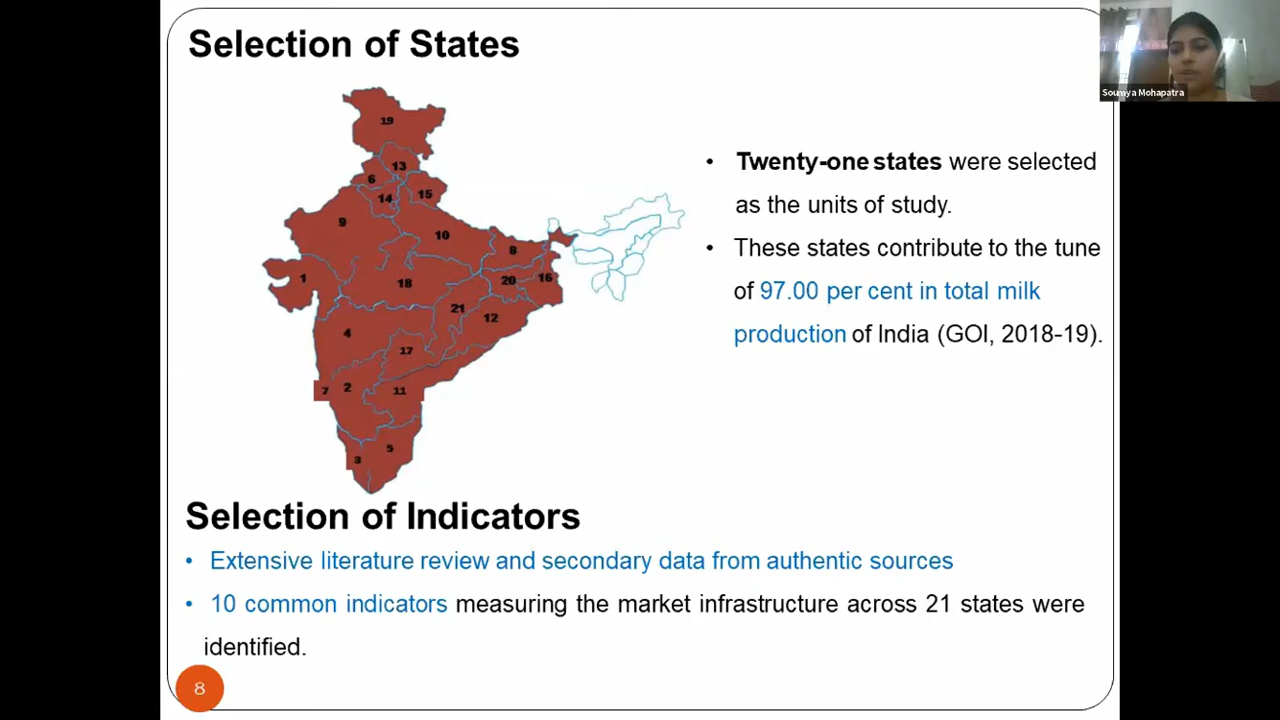 Selection of States
Soumya Mohapatra
19
13
6
14
15
9
10
8
1
18
20
16
21
12
4
17
7
2
11
5
3
• Twenty-one states were selected
as the units of study.
• These states contribute to the tune
of 97.00 per cent in total milk
production of India (GOI, 2018-19).
Selection of Indicators
• Extensive literature review and secondary data from authentic sources
• 10 common indicators measuring the market infrastructure across 21 states were
identified.
8